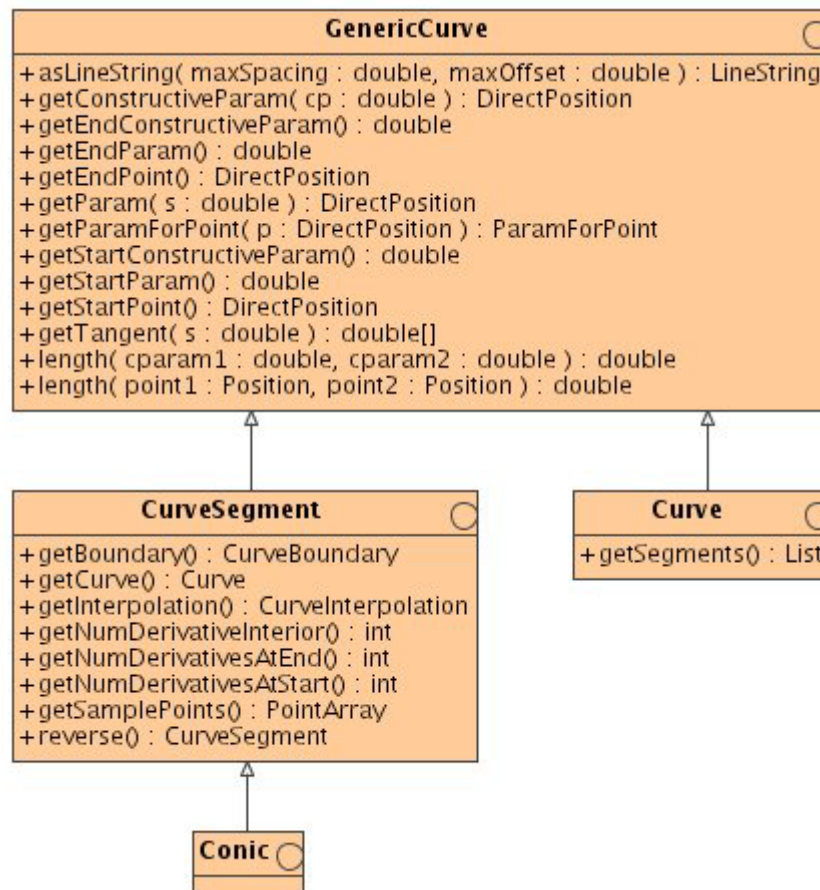 GenericCurve
+asLineString( maxSpacing : double, maxOffset : double ) : LineString
+getConstructiveParam( cp : double ) : DirectPosition
+getEndConstructiveParam() : double
+getEndParam() : double
+getEndPoint() : DirectPosition
+getParam( s : double ) : DirectPosition
+getParamForPoint( p : DirectPosition ) : ParamForPoint
+getStartConstructiveParam() : double
+getStartParam() : double
+getStartPoint() : DirectPosition
+getTangent( s : double ) : double[]
+length( cparam1 : double, cparam2 : double ) : double
+length( point1 : Position, point2 : Position ) : double
CurveSegment
+getBoundary() : CurveBoundary
+getCurve() : Curve
+getInterpolation() : CurveInterpolation
+getNumDerivativeInterior() : int
+getNumDerivativesAtEnd() : int
+getNumDerivativesAtStart() : int
+getSamplePoints() : PointArray
+reverse() : CurveSegment
Curve
+getSegments() : List
Conic